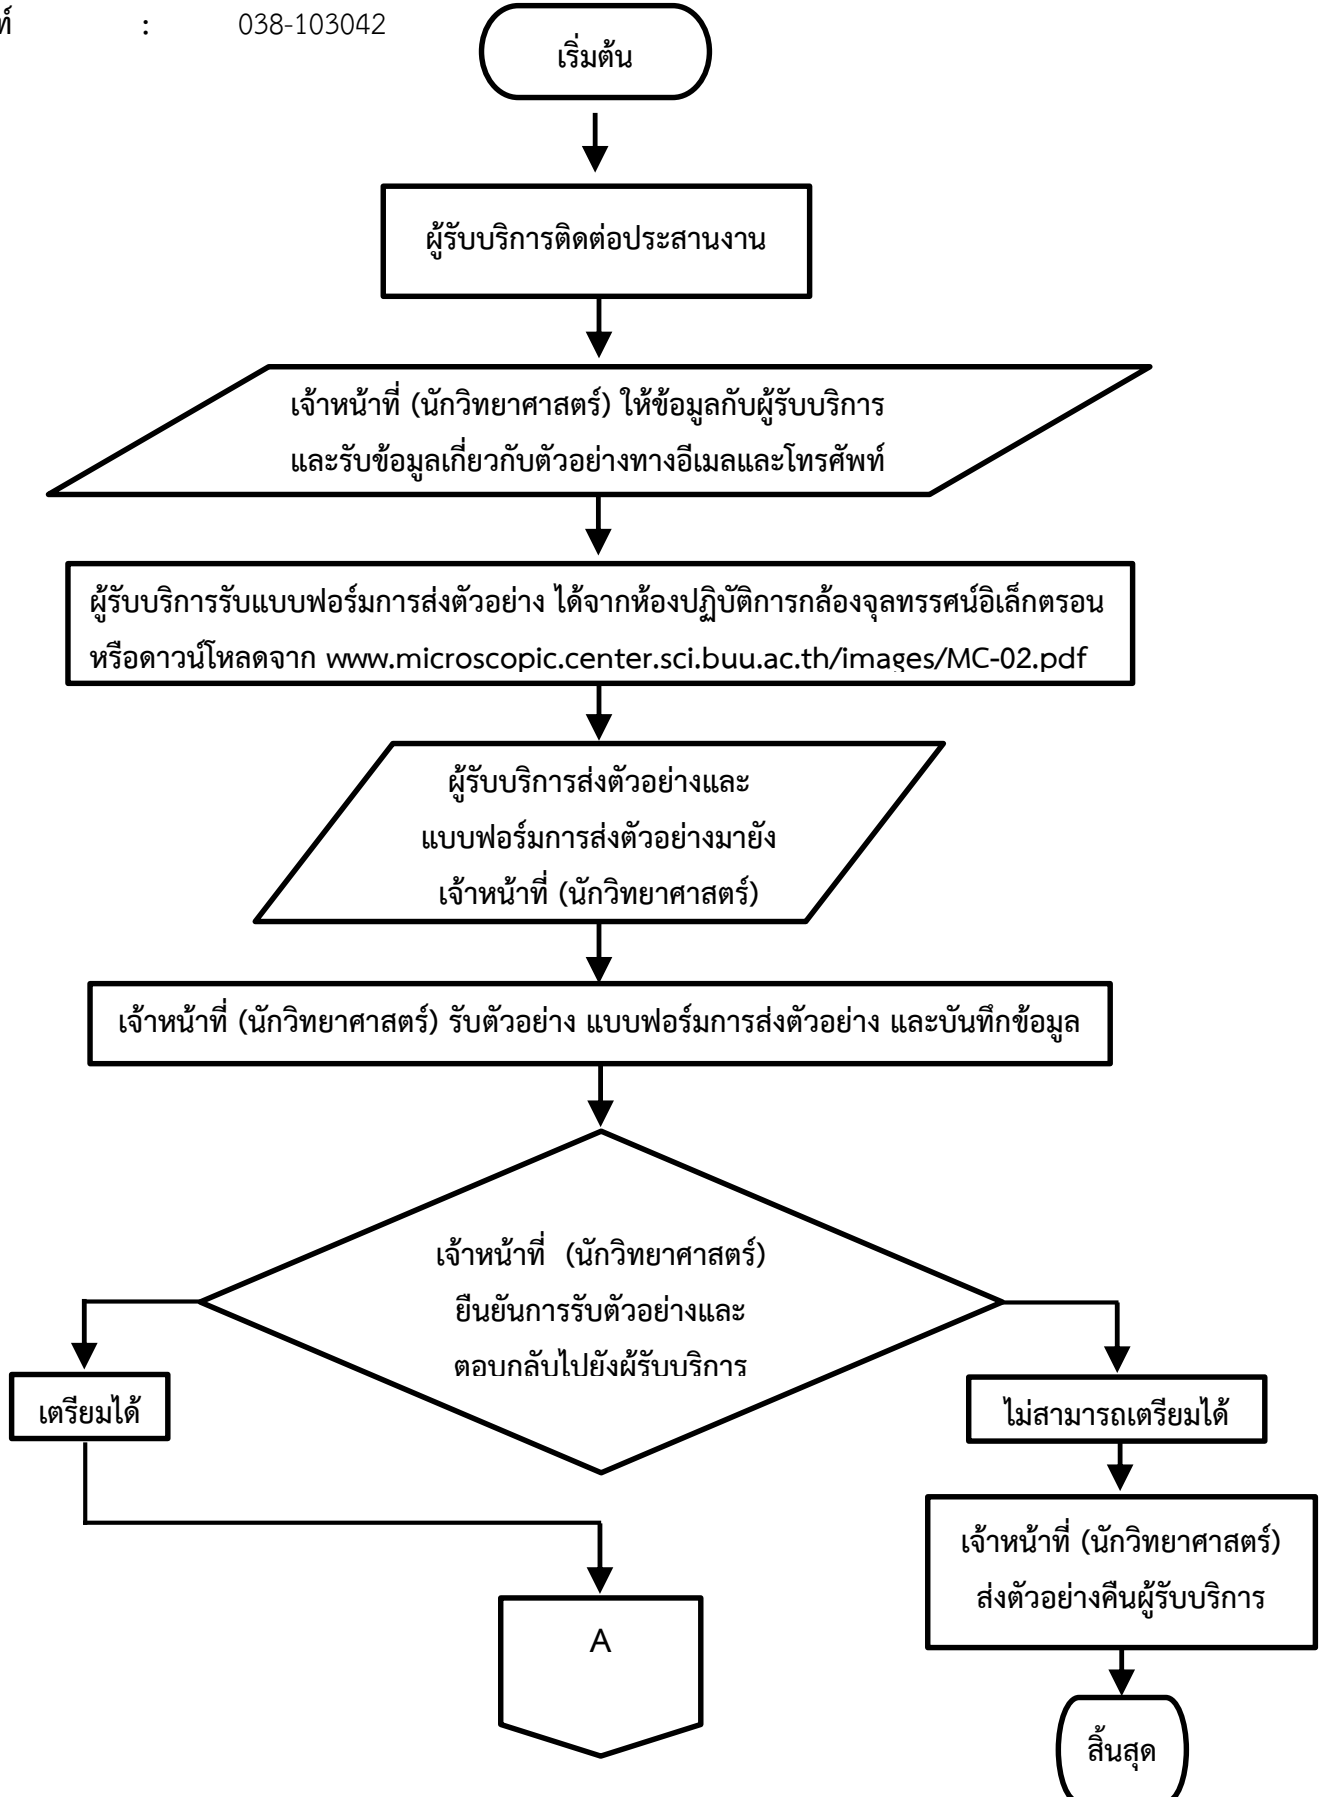 : 038-103042
เริ่มต้น
ผู้รับบริการติดต่อประสานงาน
เจ้าหน้าที่ (นักวิทยาศาสตร์) ให้ข้อมูลกับผู้รับบริการ
และรับข้อมูลเกี่ยวกับตัวอย่างทางอีเมลและโทรศัพท์
ผู้รับบริการรับแบบฟอร์มการส่งตัวอย่าง ได้จากห้องปฏิบัติการกล้องจุลทรรศน์อิเล็กตรอน
หรือดาวน์โหลดจาก www.microscopic.center.sci.buu.ac.th/images/MC-02.pdf
ผู้รับบริการส่งตัวอย่างและ
แบบฟอร์มการส่งตัวอย่างมายัง
เจ้าหน้าที่ (นักวิทยาศาสตร์)
เจ้าหน้าที่ (นักวิทยาศาสตร์) รับตัวอย่าง แบบฟอร์มการส่งตัวอย่าง และบันทึกข้อมูล
เจ้าหน้าที่ (นักวิทยาศาสตร์)
ยืนยันการรับตัวอย่างและ
ตอบกลับไปยังผู้รับบริการ
เตรียมได้
ไม่สามารถเตรียมได้
เจ้าหน้าที่ (นักวิทยาศาสตร์)
ส่งตัวอย่างคืนผู้รับบริการ
A
สิ้นสุด